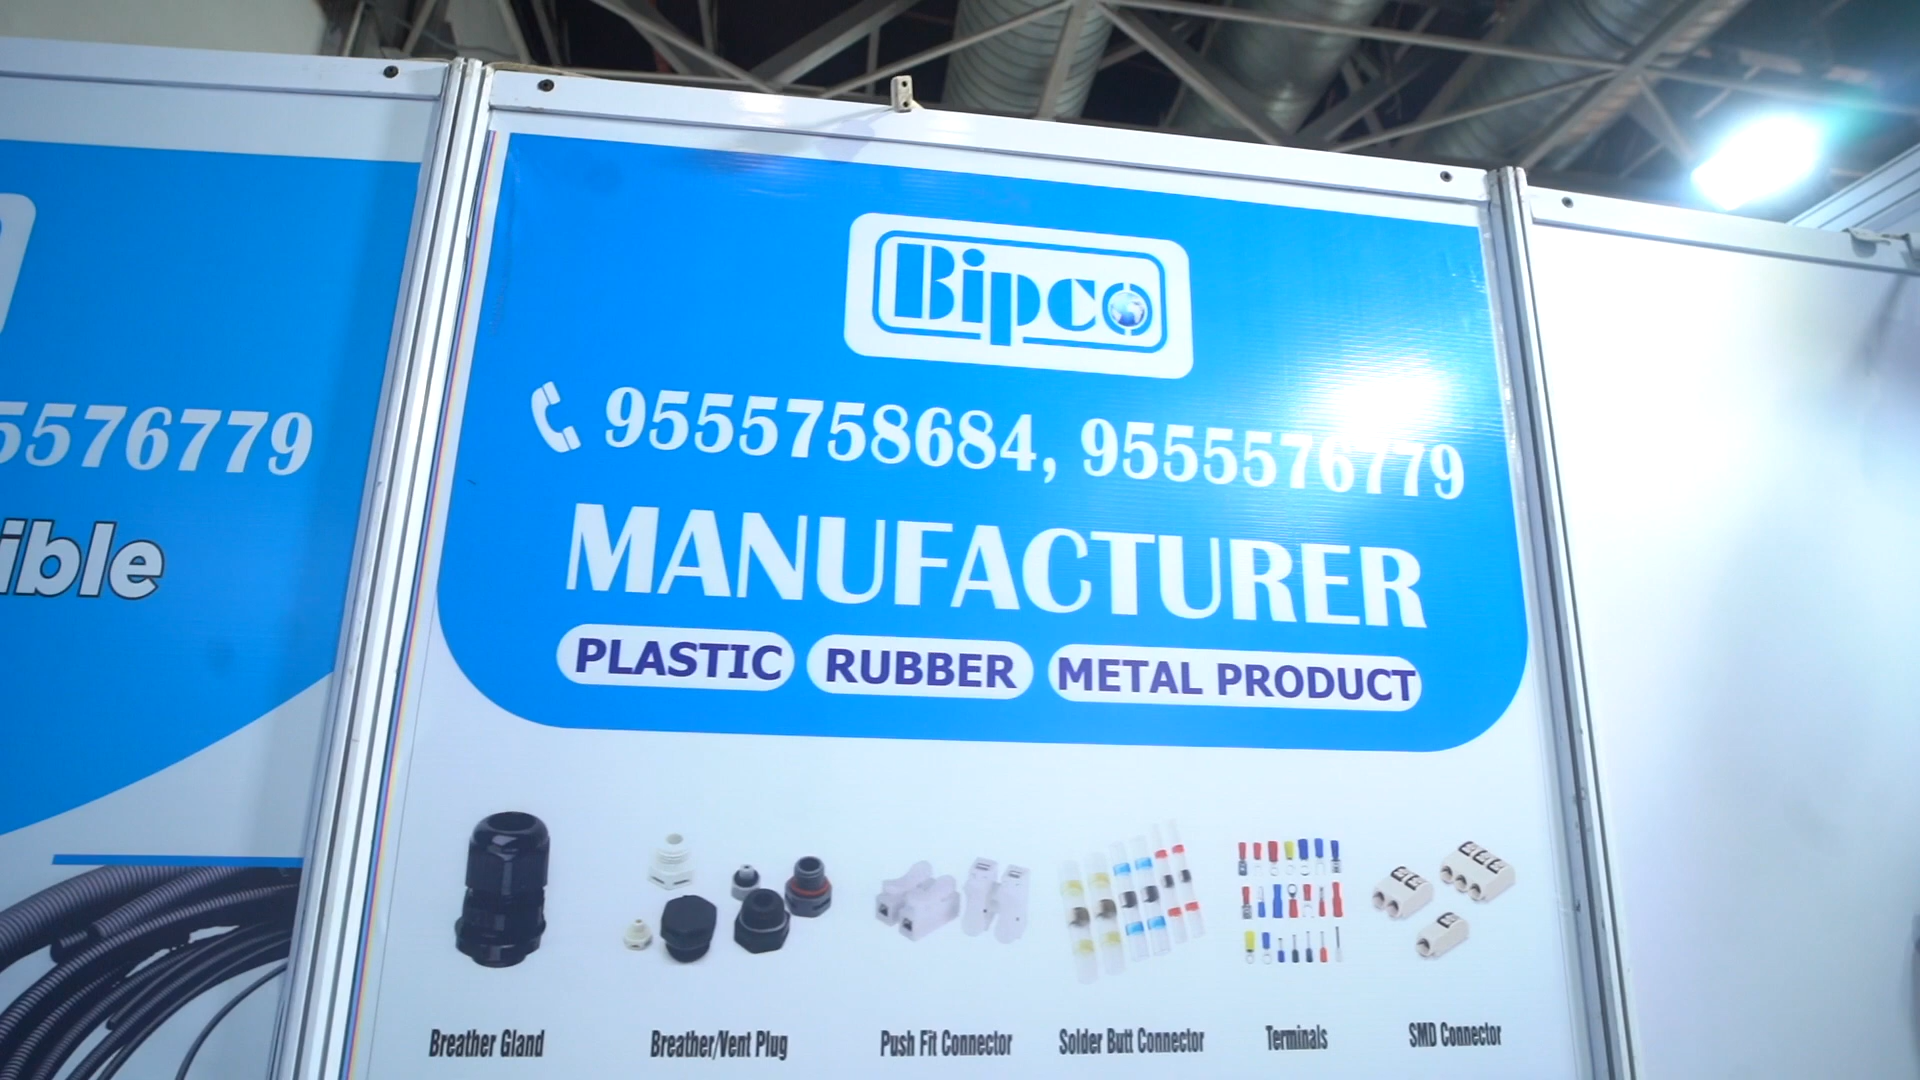 Bipco
9555758684, 9555576779
MANUFACTURER
PLASTIC RUBBER METAL PRODUCT
Breather Gland Breather/Vent Plug Push Fit Connector Solder Butt Connector Terminals SMD Connector
5576779
ible